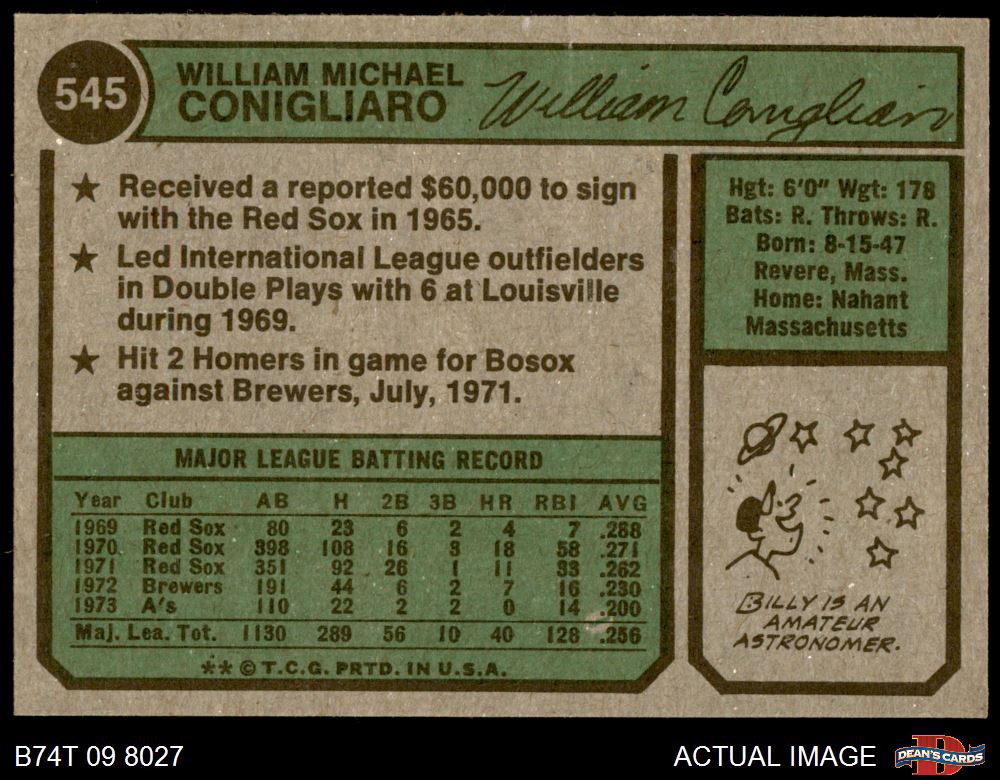 545
WILLIAM MICHAEL
CONIGLIARO
William Conigliaro
★ Received a reported $60,000 to sign
with the Red Sox in 1965.
★ Led International League outfielders
in Double Plays with 6 at Louisville
during 1969.
★ Hit 2 Homers in game for Bosox
against Brewers, July, 1971.
Hgt: 6'0" Wgt: 178
Bats: R. Throws: R.
Born: 8-15-47
Revere, Mass.
Home: Nahant
Massachusetts
MAJOR LEAGUE BATTING RECORD
Year Club AB H 2B 3B HR RBI AVG
1969 Red Sox 80 23 6 2 4 7 .288
1970 Red Sox 398 108 16 3 18 58 .271
1971 Red Sox 351 92 26 1 11 33 .262
1972 Brewers 191 44 6 2 7 16 .230
1973 A's 110 22 2 2 0 14 .200
Maj. Lea. Tot. 1130 289 56 10 40 128 .256
** © T.C.G. PRTD. IN U.S.A.
BILLY IS AN
AMATEUR
ASTRONOMER.
B74T 09 8027
ACTUAL IMAGE
D
DEAN'S CARDS